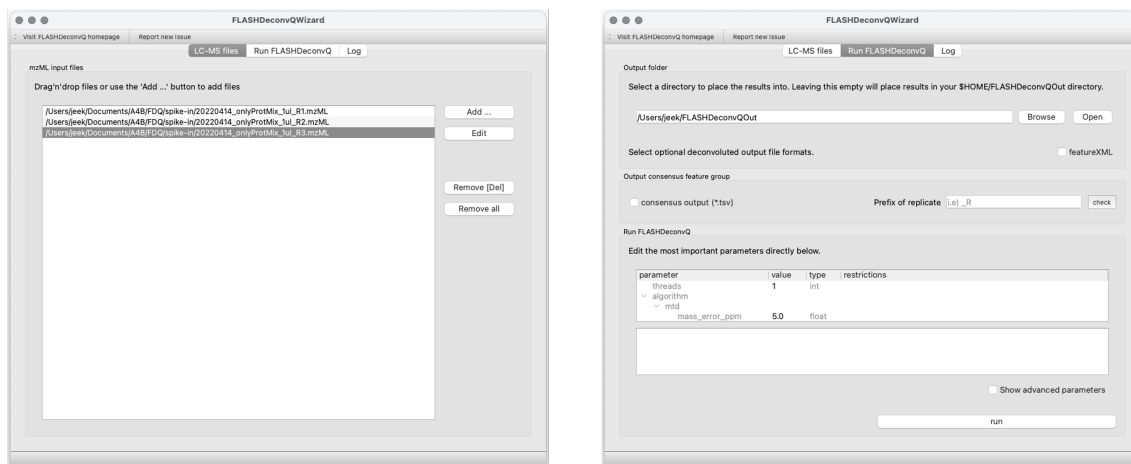 FLASHDeconvQWizard
Visit FLASHDeconvQ homepage Report new issue
LC-MS files Run FLASHDeconvQ Log
mzML input files
Drag'n'drop files or use the 'Add ...' button to add files
/Users/jeek/Documents/A4B/FDQ/spike-in/20220414_onlyProtMix_1ul_R1.mzML
/Users/jeek/Documents/A4B/FDQ/spike-in/20220414_onlyProtMix_1ul_R2.mzML
/Users/jeek/Documents/A4B/FDQ/spike-in/20220414_onlyProtMix_1ul_R3.mzML
Add ...
Edit
Remove [Del]
Remove all
FLASHDeconvQWizard
Visit FLASHDeconvQ homepage Report new issue
LC-MS files Run FLASHDeconvQ Log
Output folder
Select a directory to place the results into. Leaving this empty will place results in your $HOME/FLASHDeconvQOut directory.
/Users/jeek/FLASHDeconvQOut Browse Open
Select optional deconvoluted output file formats. featureXML
Output consensus feature group
consensus output (*.tsv) Prefix of replicate i.e) _R check
Run FLASHDeconvQ
Edit the most important parameters directly below.
parameter value type restrictions
threads 1 int
algorithm
mtd
mass_error_ppm 5.0 float
Show advanced parameters
run